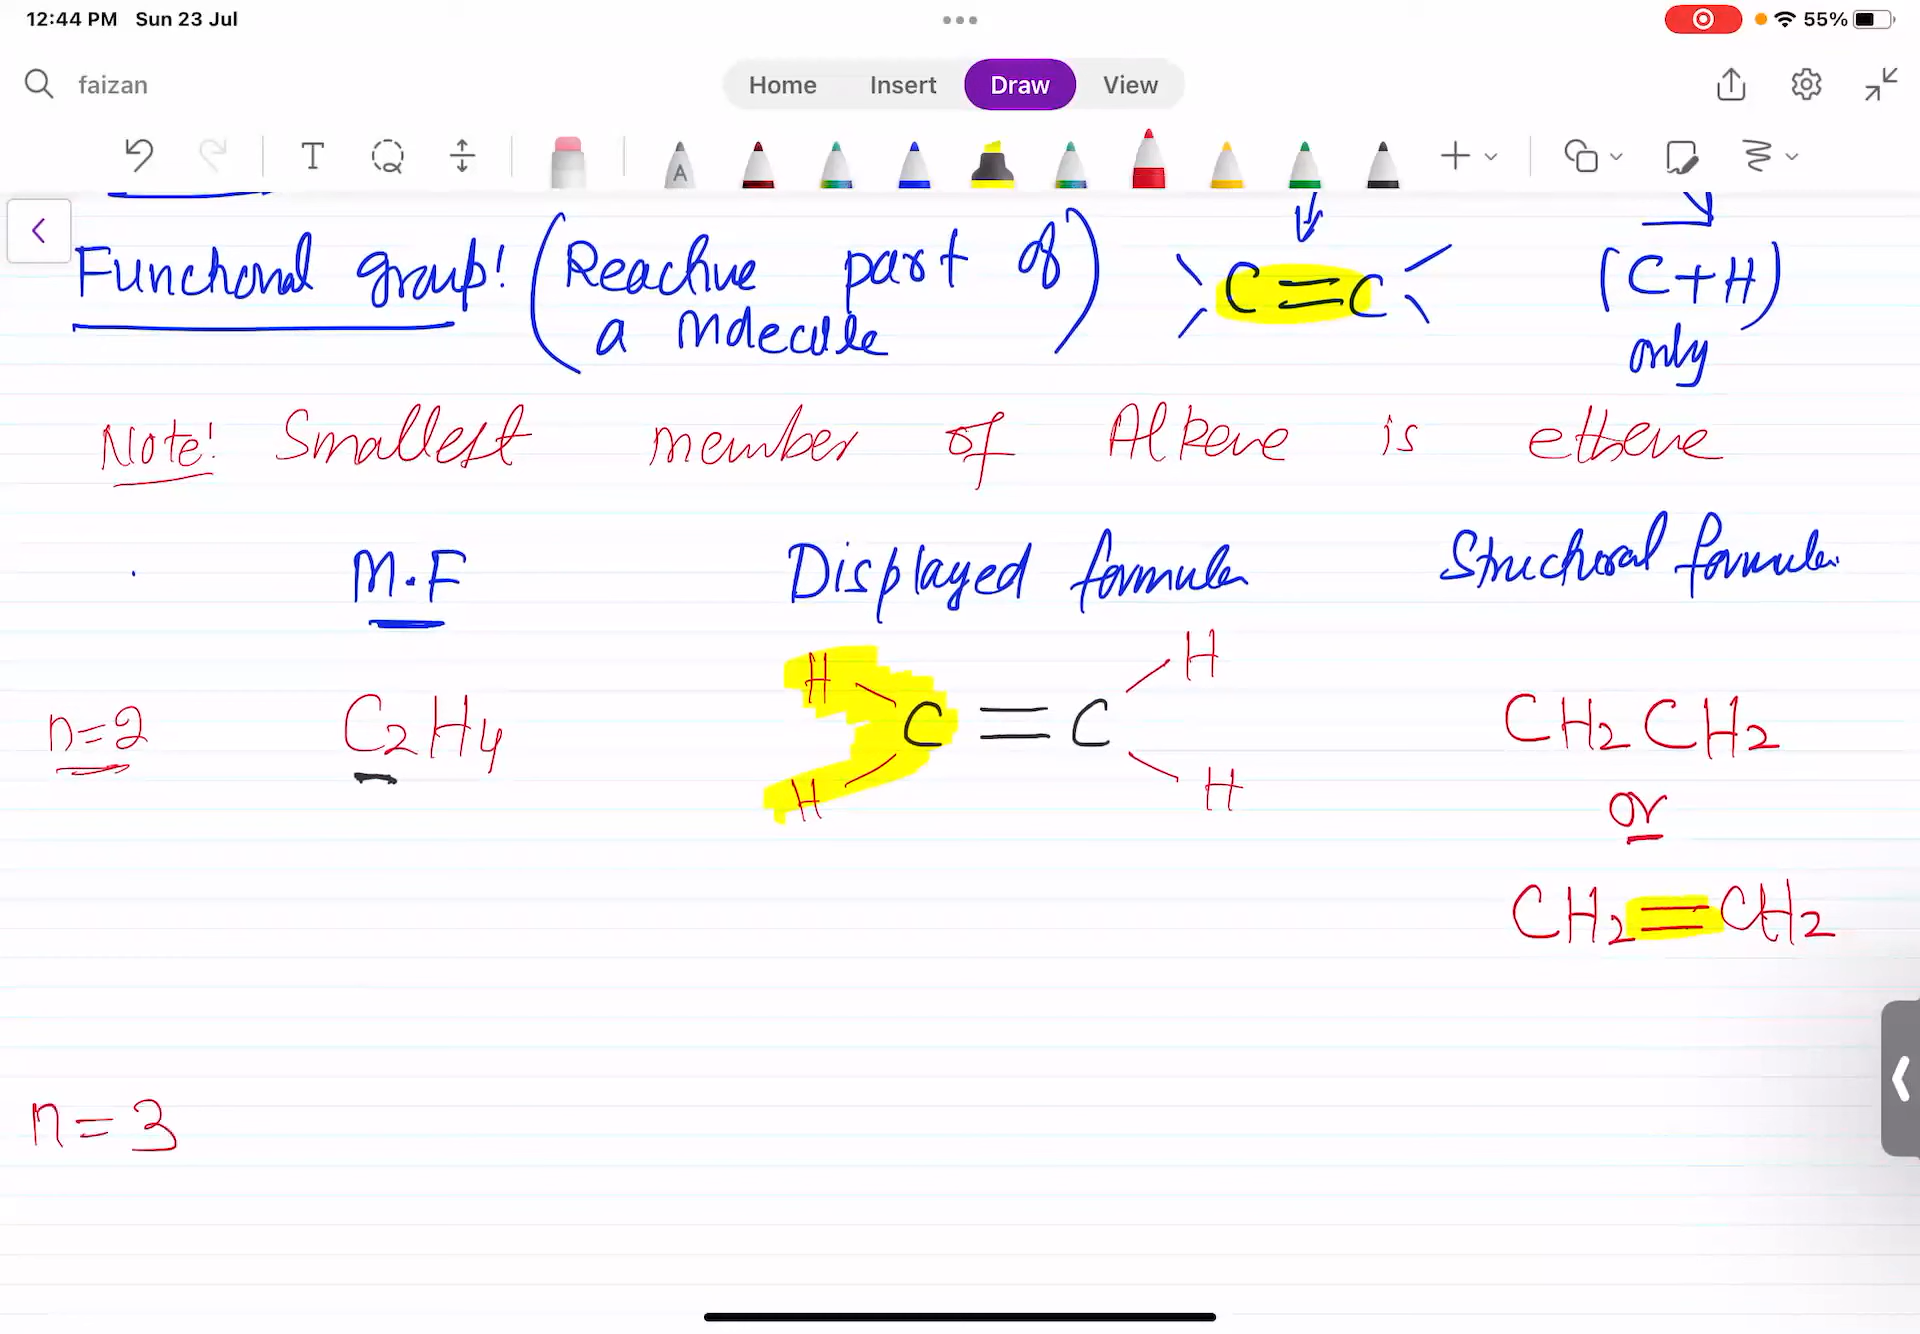 12:44 PM Sun 23 Jul
55%
faizan
Home Insert Draw View
T
A
Functional group! (Reactive part of a molecule)
C=C
(C+H) only
Note! Smallest member of Alkene is ethene
M.F Displayed formula Structural formula
n=2 C2H4
H H
C=C
H H
CH2CH2
or
CH2=CH2
n=3